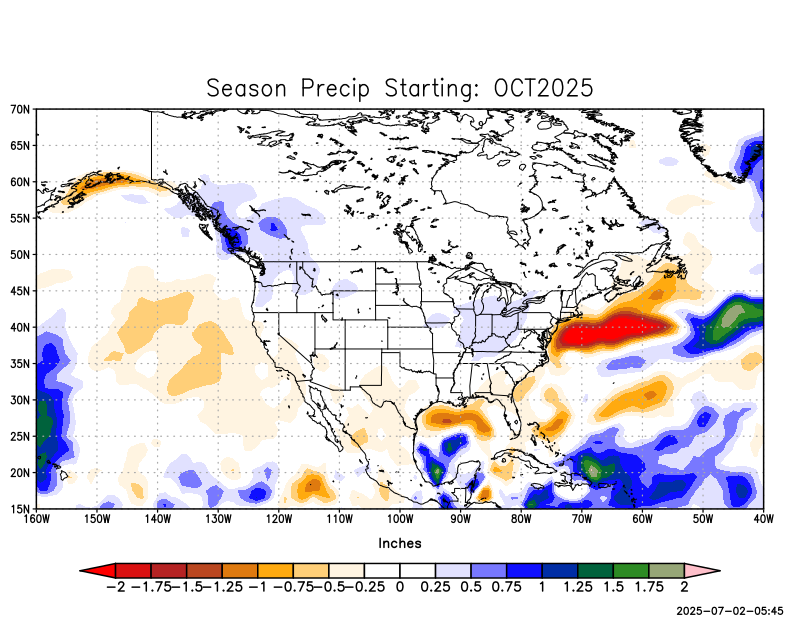 Season Precip Starting: OCT2025
70N
65N
60N
55N
50N
45N
40N
35N
30N
25N
20N
15N
160W 150W 140W 130W 120W 110W 100W 90W 80W 70W 60W 50W 40W
Inches
−2 −1.75−1.5−1.25 −1 −0.75−0.5−0.25 0 0.25 0.5 0.75 1 1.25 1.5 1.75 2
2025-07-02-05:45